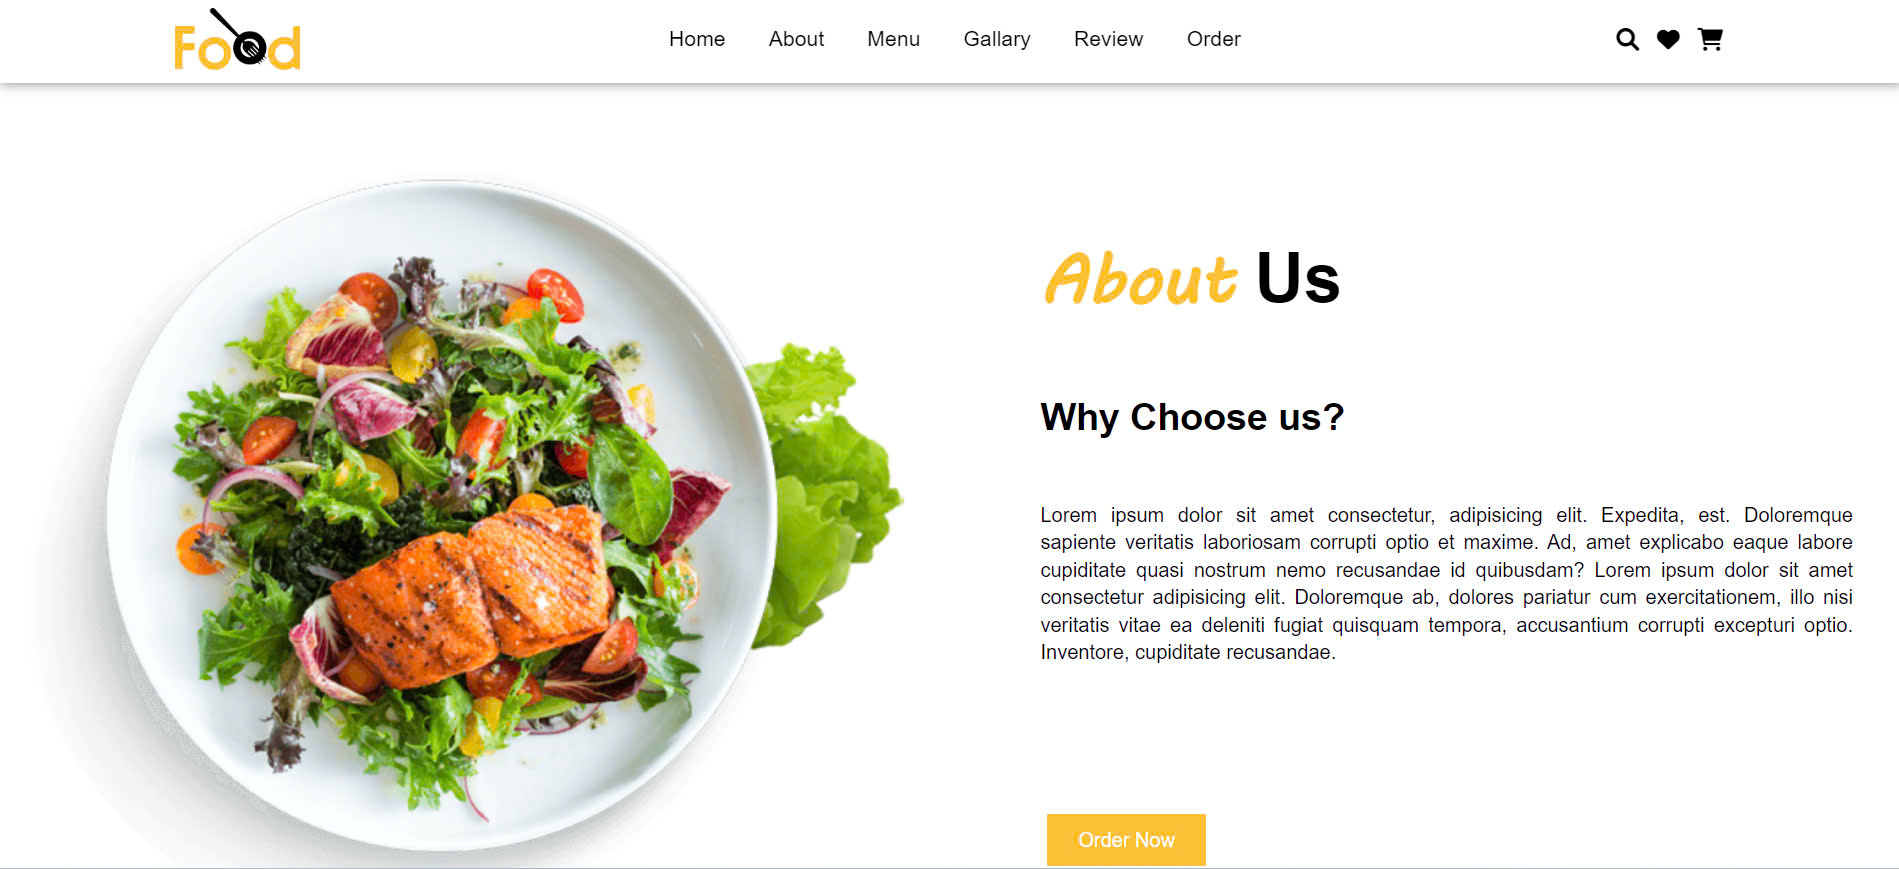 Food
Home About Menu Gallary Review Order
About Us
Why Choose us?
Lorem ipsum dolor sit amet consectetur, adipisicing elit. Expedita, est. Doloremque
sapiente veritatis laboriosam corrupti optio et maxime. Ad, amet explicabo eaque labore
cupiditate quasi nostrum nemo recusandae id quibusdam? Lorem ipsum dolor sit amet
consectetur adipisicing elit. Doloremque ab, dolores pariatur cum exercitationem, illo nisi
veritatis vitae ea deleniti fugiat quisquam tempora, accusantium corrupti excepturi optio.
Inventore, cupiditate recusandae.
Order Now